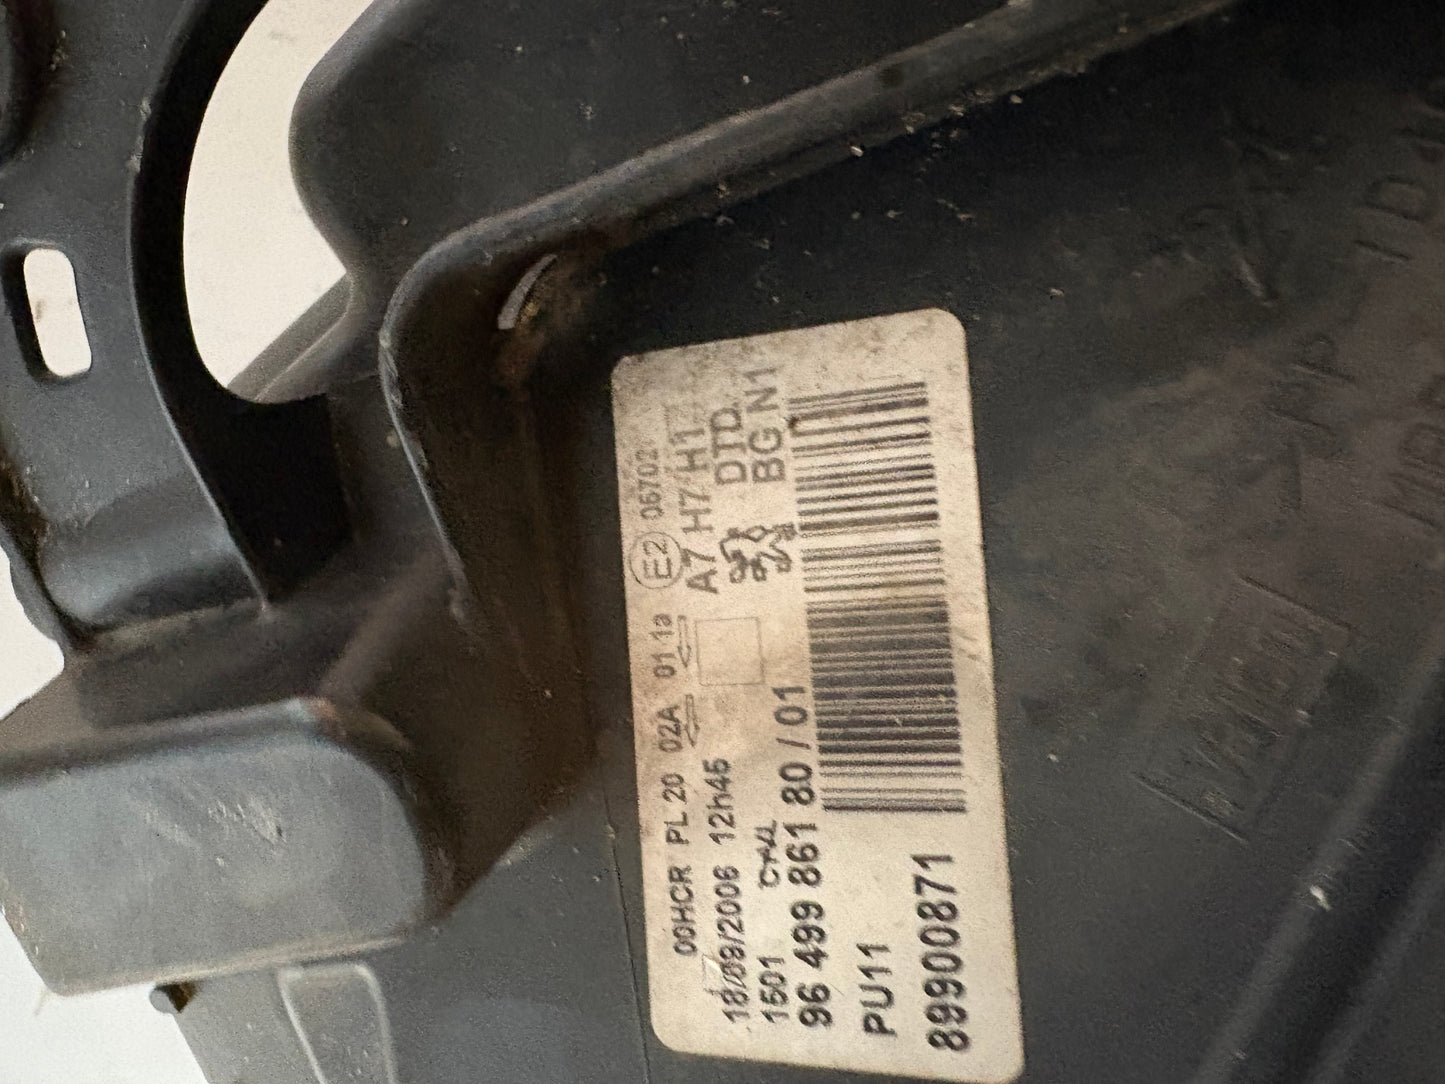 00HCR PL 20 02A 01 1a E2 06702
A7 H7 H1
18/09/2006 12h45
DTD
1501
BG N1
96 499 861 80 / 01
PU11
89900871